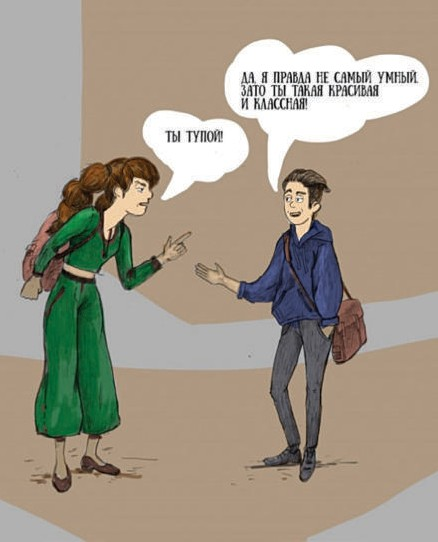 ТЫ ТУПОЙ!
ДА, Я ПРАВДА НЕ САМЫЙ УМНЫЙ.
ЗАТО ТЫ ТАКАЯ КРАСИВАЯ
И КЛАССНАЯ!